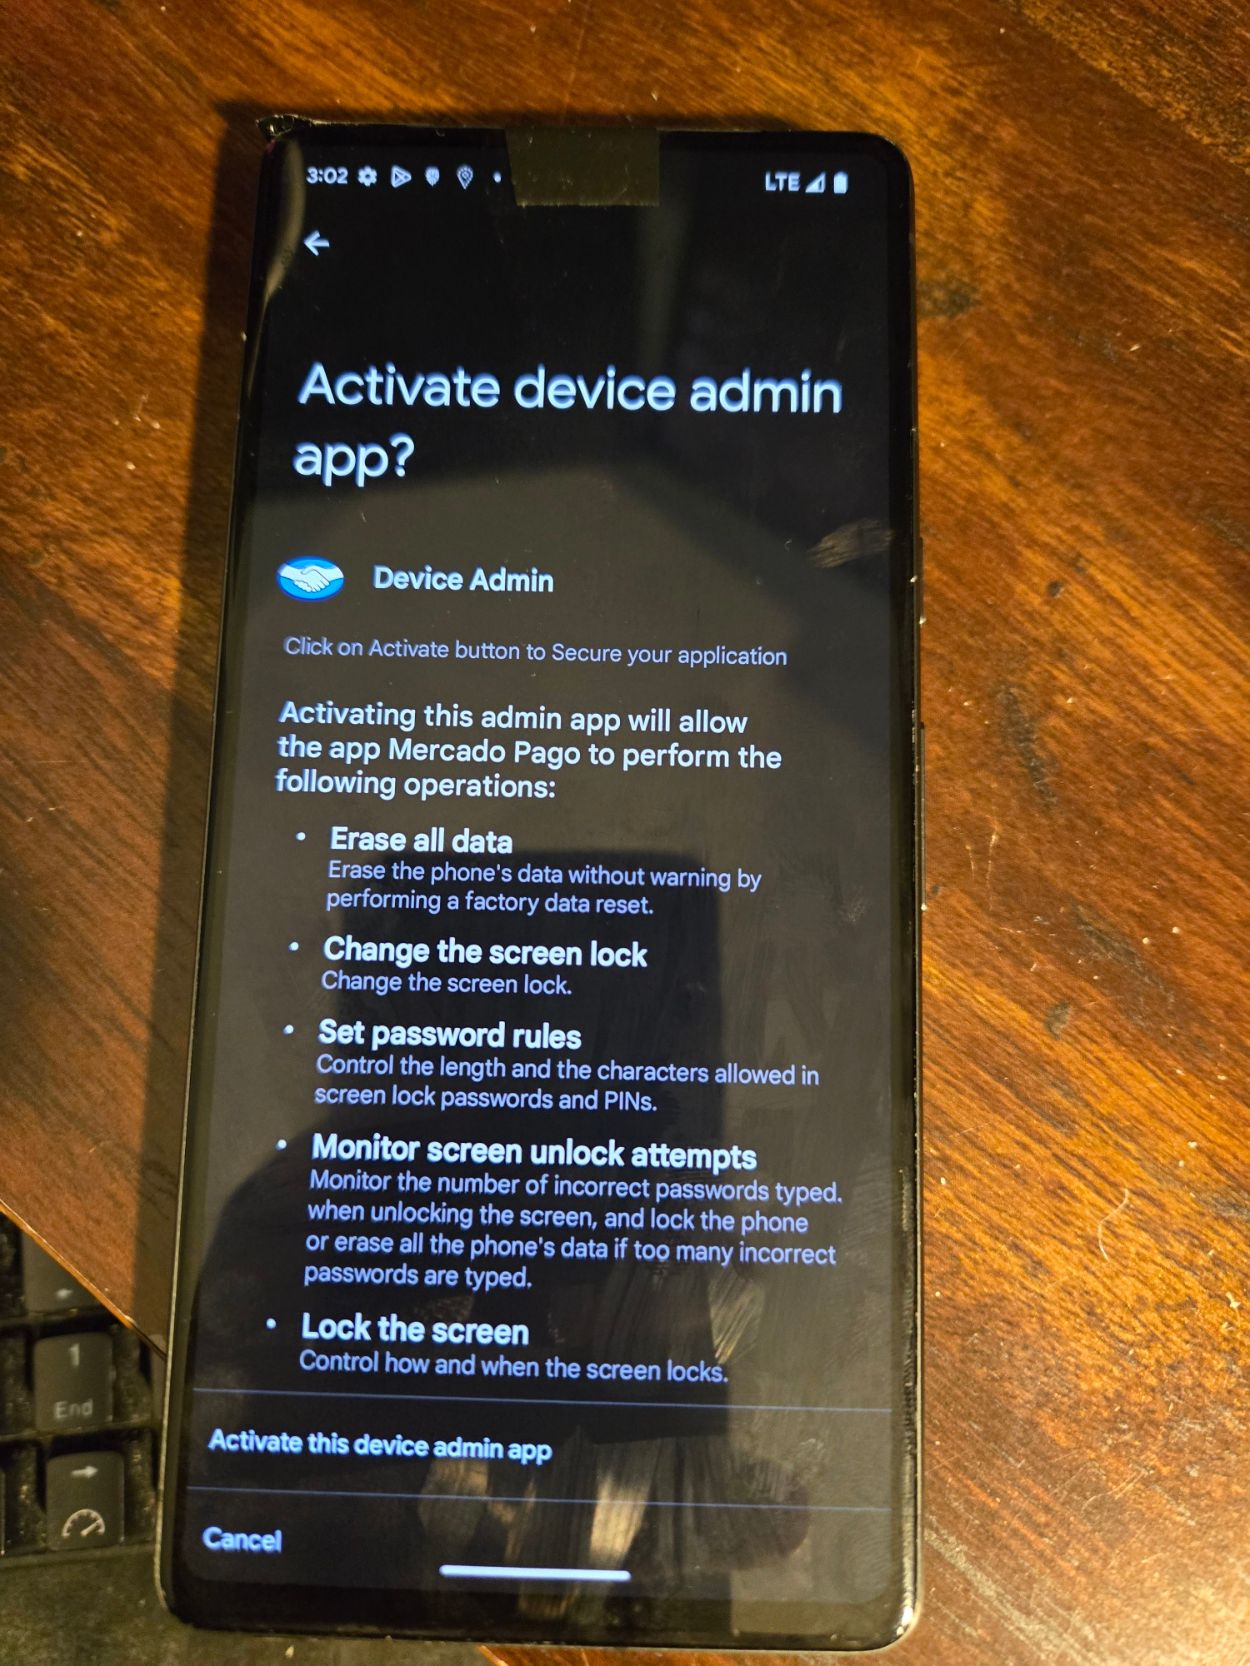 3:02
LTE
Activate device admin
app?
Device Admin
Click on Activate button to Secure your application
Activating this admin app will allow
the app Mercado Pago to perform the
following operations:
• Erase all data
Erase the phone's data without warning by
performing a factory data reset.
• Change the screen lock
Change the screen lock.
• Set password rules
Control the length and the characters allowed in
screen lock passwords and PINs.
• Monitor screen unlock attempts
Monitor the number of incorrect passwords typed.
when unlocking the screen, and lock the phone
or erase all the phone's data if too many incorrect
passwords are typed.
• Lock the screen
Control how and when the screen locks.
Activate this device admin app
Cancel
1
End